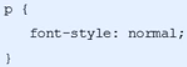 p {
    font-style: normal;
}